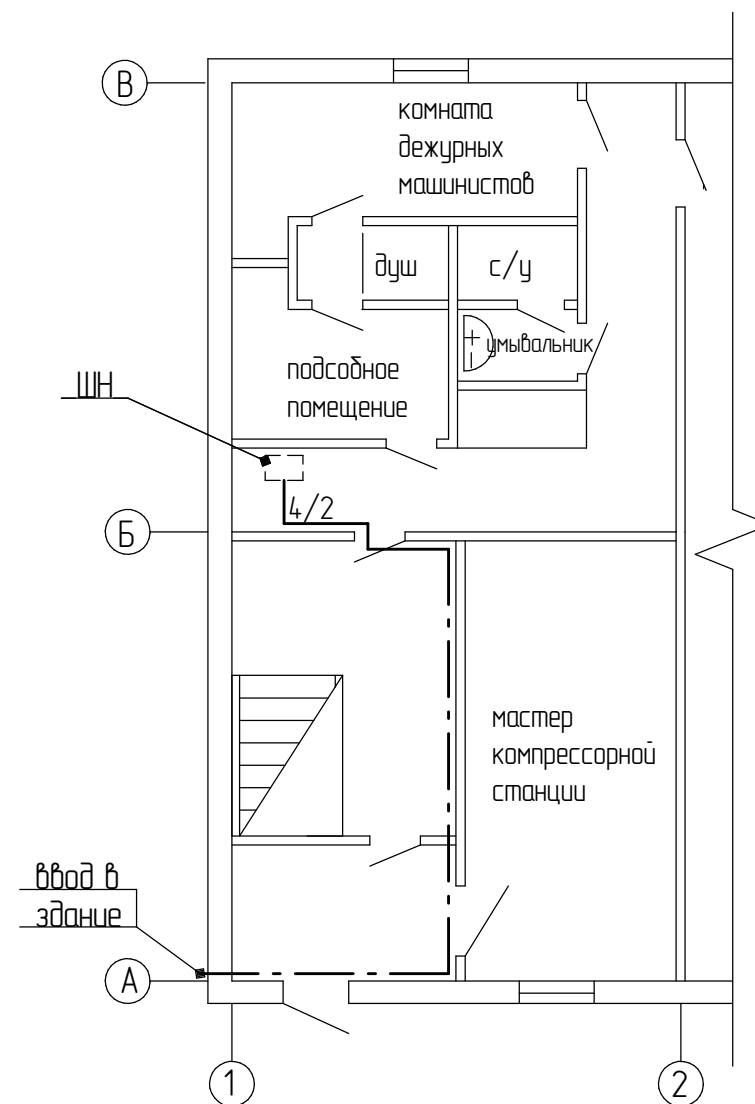 В
комната
дежурных
машинистов
душ
с/у
умывальник
подсобное
помещение
ШН
4/2
Б
мастер
компрессорной
станции
ввод в
здание
А
1
2